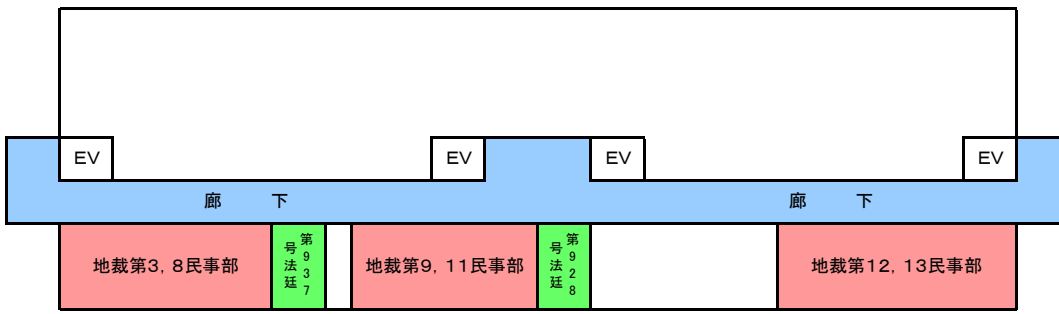 EV
EV
EV
EV
廊　下
廊　下
地裁第3，8民事部
第937
号法廷
地裁第9，11民事部
第928
号法廷
地裁第12，13民事部